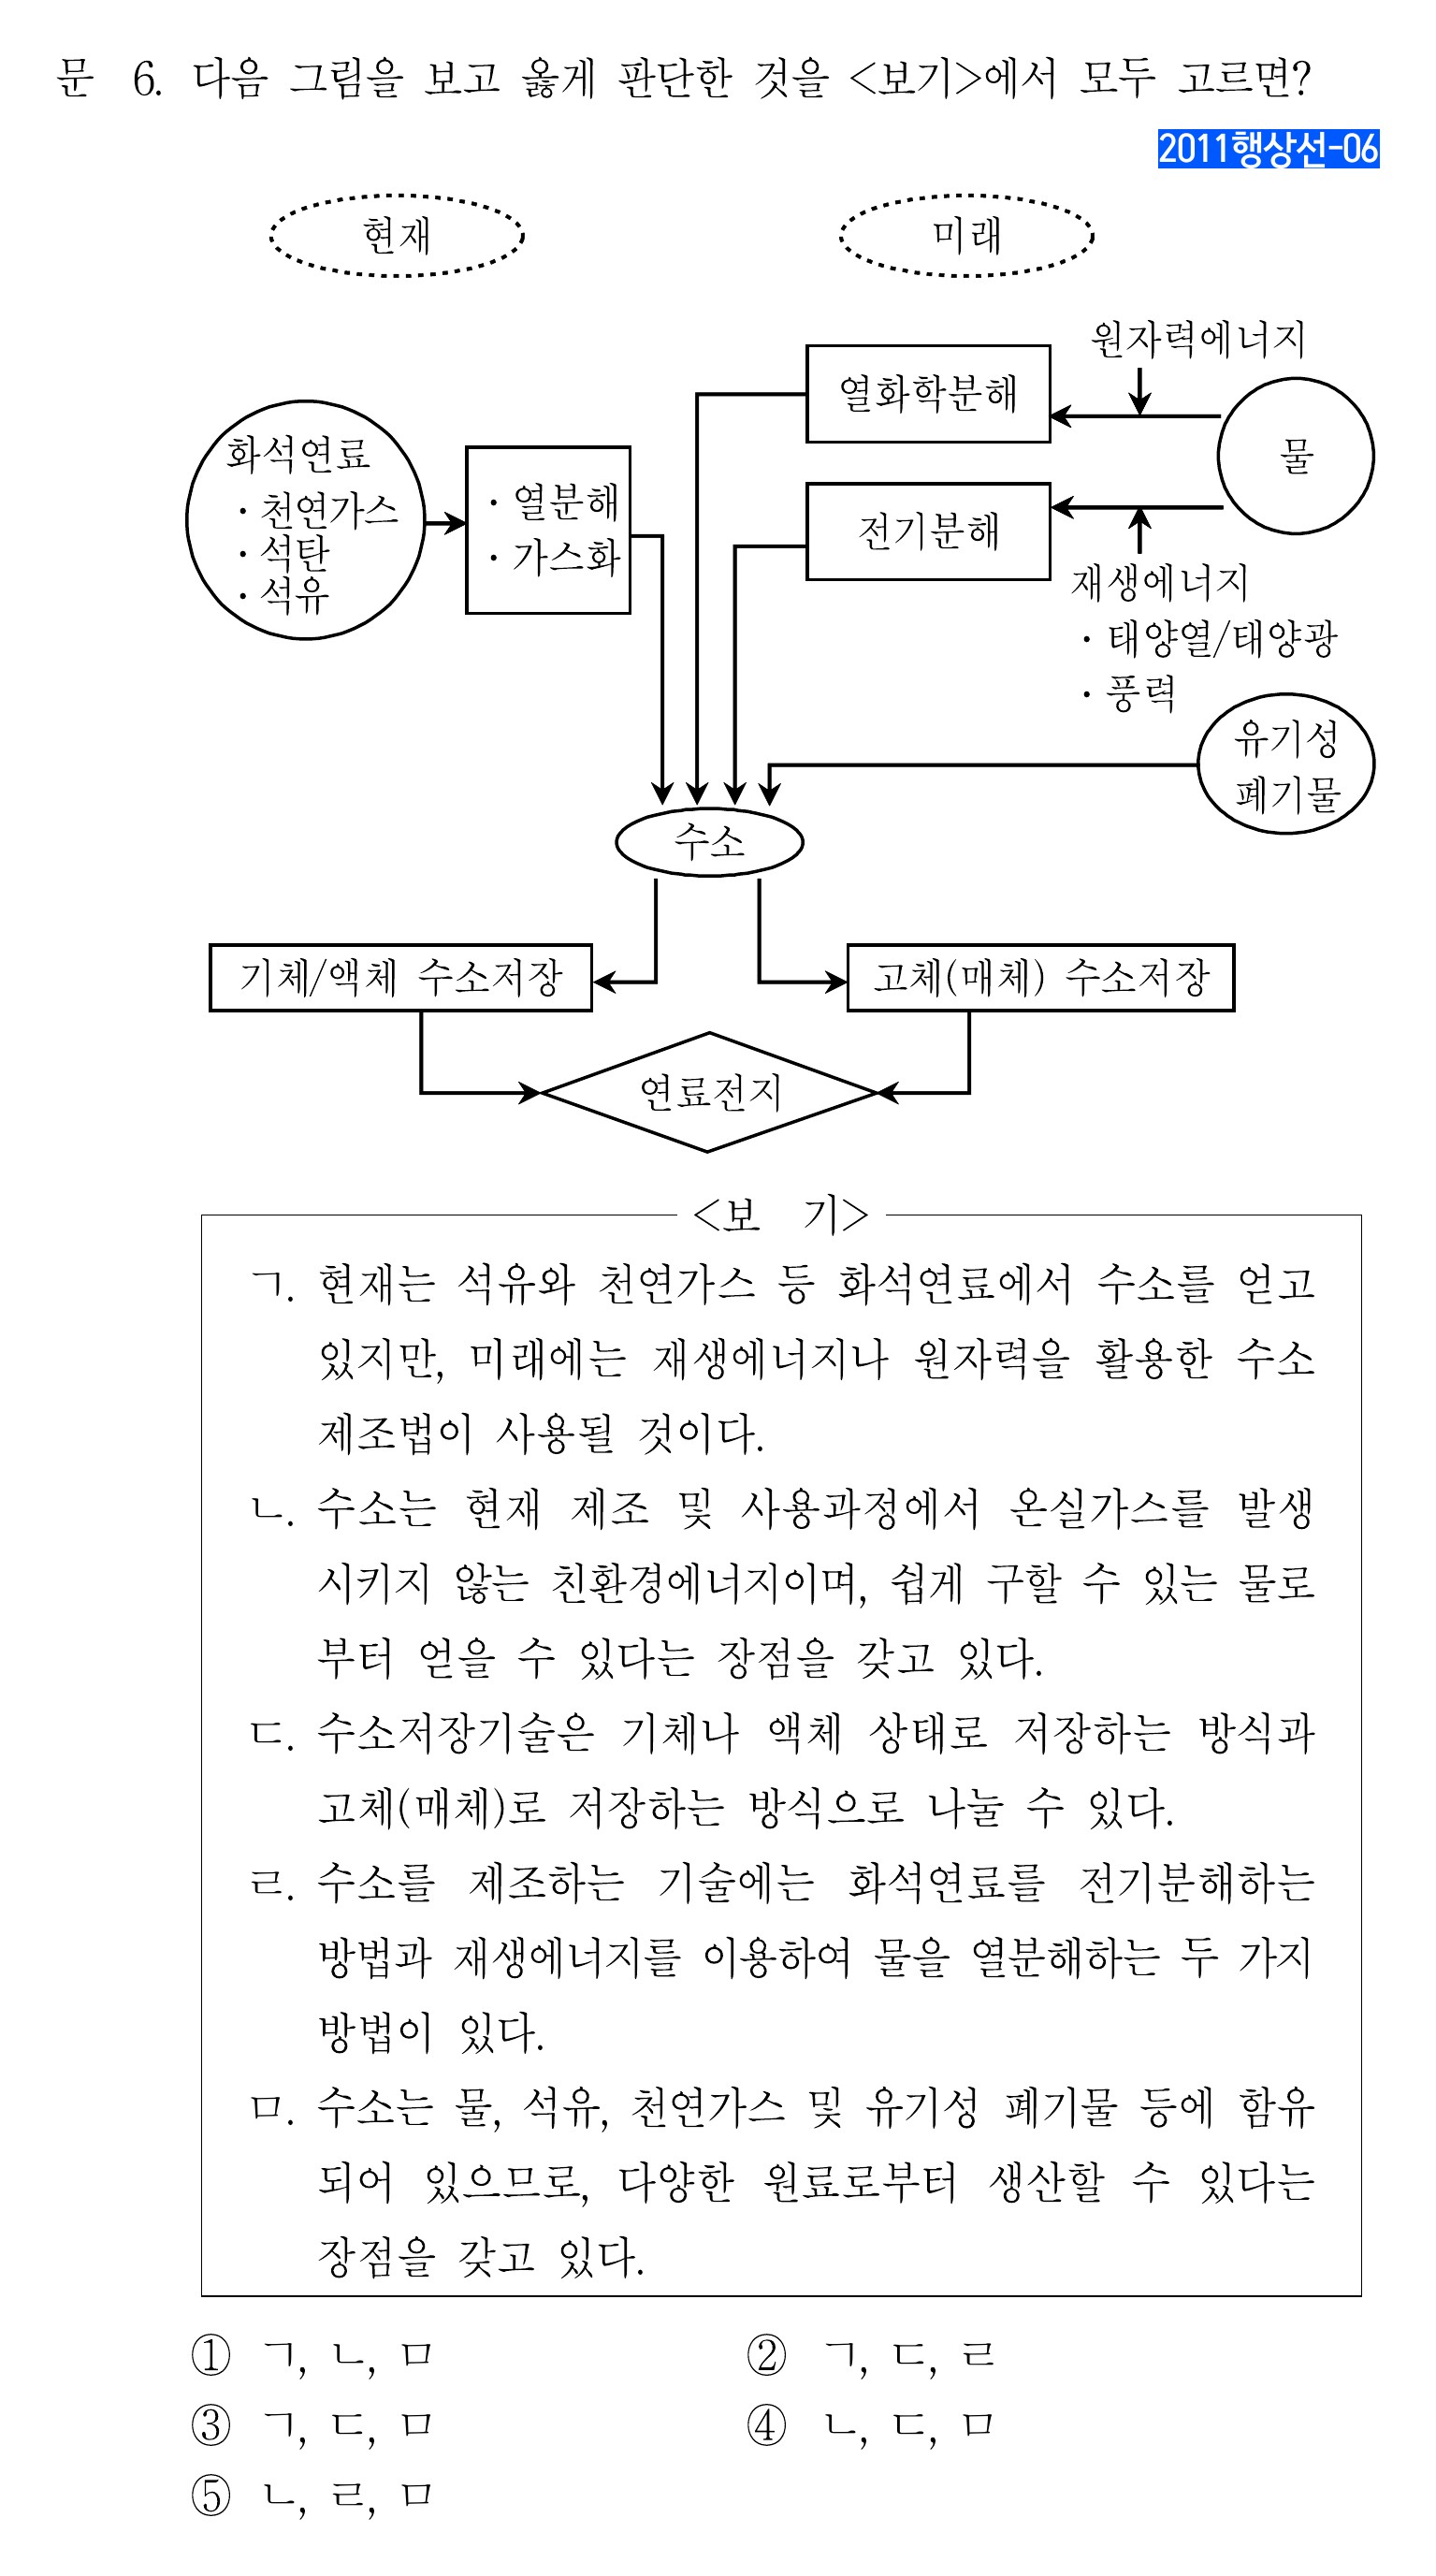 문 6. 다음 그림을 보고 옳게 판단한 것을 <보기>에서 모두 고르면?
2011행상선-06
현재
미래
원자력에너지
열화학분해
물
화석연료
· 천연가스
· 석탄
· 석유
· 열분해
· 가스화
전기분해
재생에너지
· 태양열/태양광
· 풍력
유기성
폐기물
수소
기체/액체 수소저장
고체(매체) 수소저장
연료전지
<보 기>
ㄱ. 현재는 석유와 천연가스 등 화석연료에서 수소를 얻고
있지만, 미래에는 재생에너지나 원자력을 활용한 수소
제조법이 사용될 것이다.
ㄴ. 수소는 현재 제조 및 사용과정에서 온실가스를 발생
시키지 않는 친환경에너지이며, 쉽게 구할 수 있는 물로
부터 얻을 수 있다는 장점을 갖고 있다.
ㄷ. 수소저장기술은 기체나 액체 상태로 저장하는 방식과
고체(매체)로 저장하는 방식으로 나눌 수 있다.
ㄹ. 수소를 제조하는 기술에는 화석연료를 전기분해하는
방법과 재생에너지를 이용하여 물을 열분해하는 두 가지
방법이 있다.
ㅁ. 수소는 물, 석유, 천연가스 및 유기성 폐기물 등에 함유
되어 있으므로, 다양한 원료로부터 생산할 수 있다는
장점을 갖고 있다.
① ㄱ, ㄴ, ㅁ
② ㄱ, ㄷ, ㄹ
③ ㄱ, ㄷ, ㅁ
④ ㄴ, ㄷ, ㅁ
⑤ ㄴ, ㄹ, ㅁ